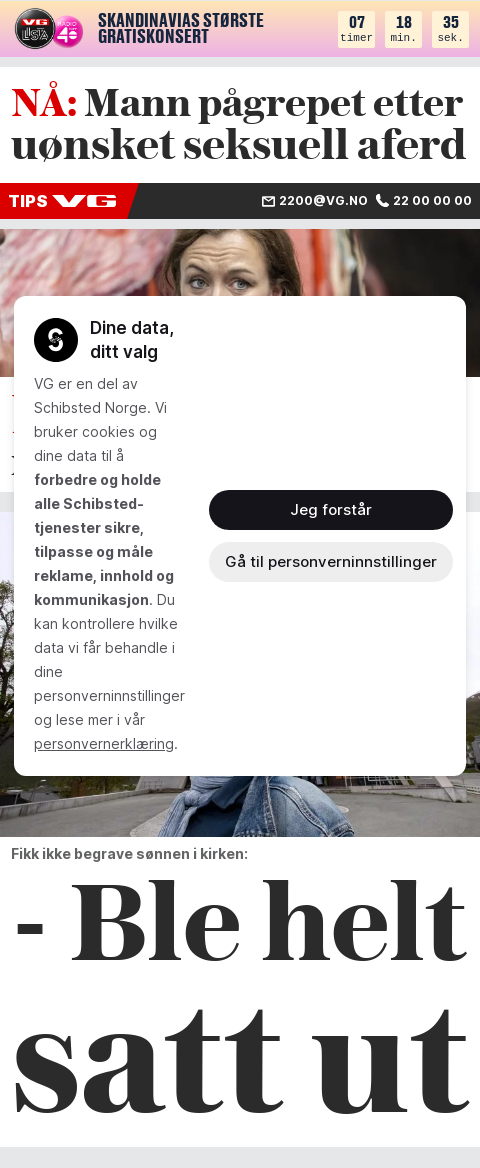 VG
LISTA
RADIO
4
SKANDINAVIAS STØRSTE
GRATISKONSERT
07 18 35
timer min. sek.
NÅ: Mann pågrepet etter
uønsket seksuell aferd
TIPS VG 2200@VG.NO 22 00 00 00
Dine data,
ditt valg
VG er en del av
Schibsted Norge. Vi
bruker cookies og
dine data til å
forbedre og holde
alle Schibsted-
tjenester sikre,
tilpasse og måle
reklame, innhold og
kommunikasjon. Du
kan kontrollere hvilke
data vi får behandle i
dine
personverninnstillinger
og lese mer i vår
personvernerklæring.
Jeg forstår
Gå til personverninnstillinger
Fikk ikke begrave sønnen i kirken:
- Ble helt
satt ut